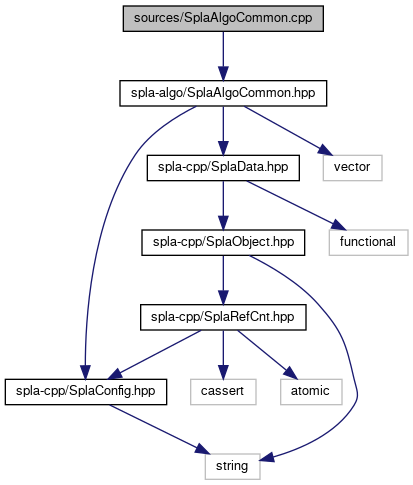 sources/SplaAlgoCommon.cpp
spla-algo/SplaAlgoCommon.hpp
spla-cpp/SplaData.hpp
vector
spla-cpp/SplaObject.hpp
functional
spla-cpp/SplaRefCnt.hpp
spla-cpp/SplaConfig.hpp
cassert
atomic
string